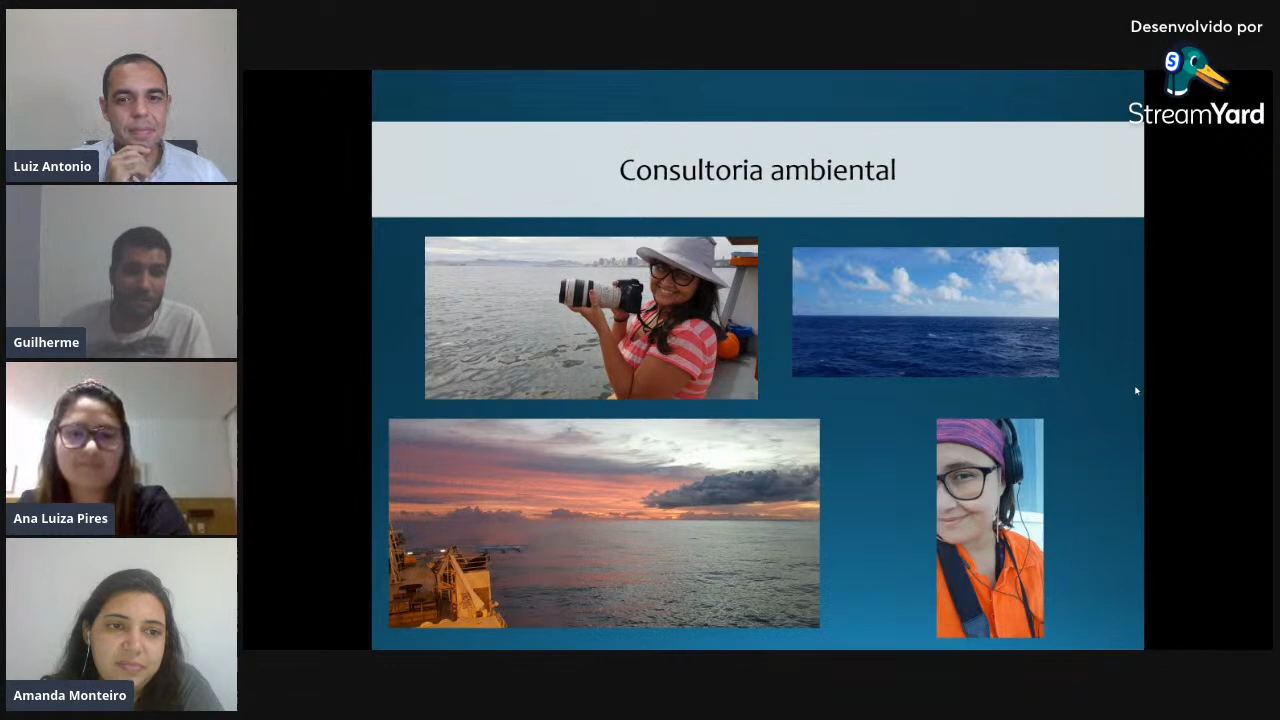 Desenvolvido por
S
StreamYard
Luiz Antonio
Guilherme
Ana Luiza Pires
Amanda Monteiro
Consultoria ambiental